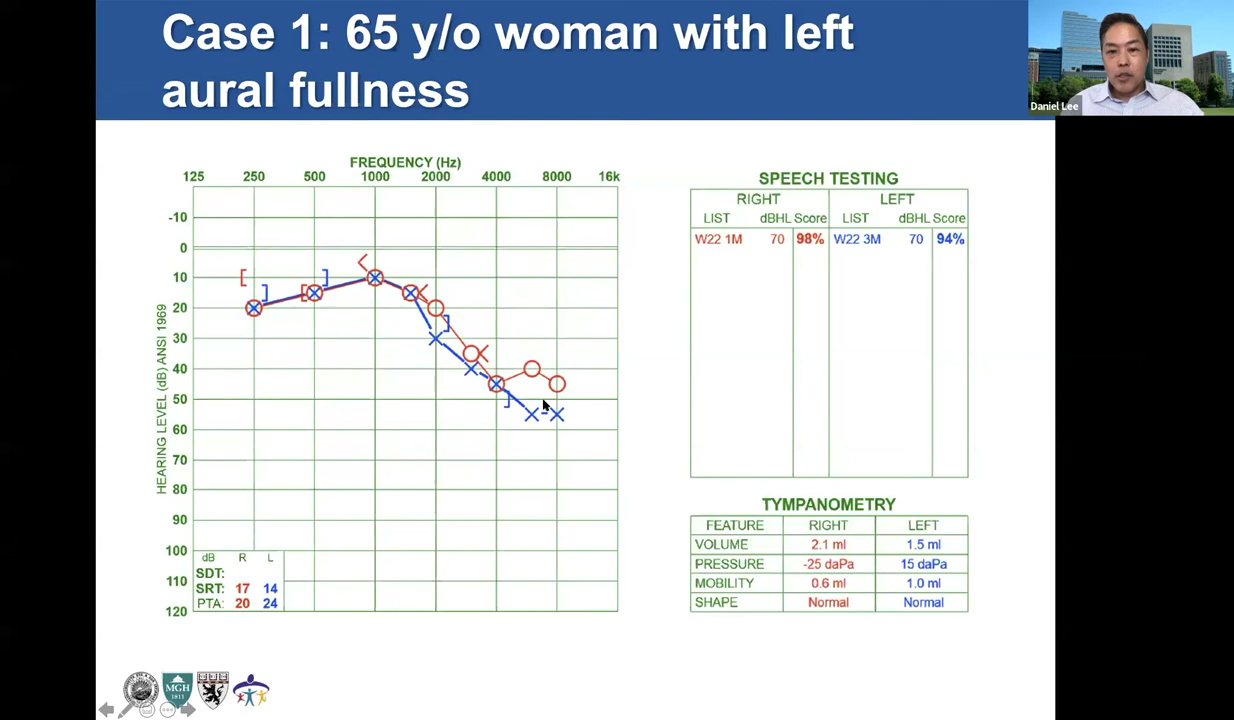 Case 1: 65 y/o woman with left
aural fullness
Daniel Lee
FREQUENCY (Hz)
125 250 500 1000 2000 4000 8000 16k
HEARING LEVEL (dB) ANSI 1969
-10
0
10
20
30
40
50
60
70
80
90
100
110
120
dB R L
SDT:
SRT: 17 14
PTA: 20 24
SPEECH TESTING
RIGHT LEFT
LIST dBHL Score LIST dBHL Score
W22 1M 70 98% W22 3M 70 94%
TYMPANOMETRY
FEATURE RIGHT LEFT
VOLUME 2.1 ml 1.5 ml
PRESSURE -25 daPa 15 daPa
MOBILITY 0.6 ml 1.0 ml
SHAPE Normal Normal
MGH
1811